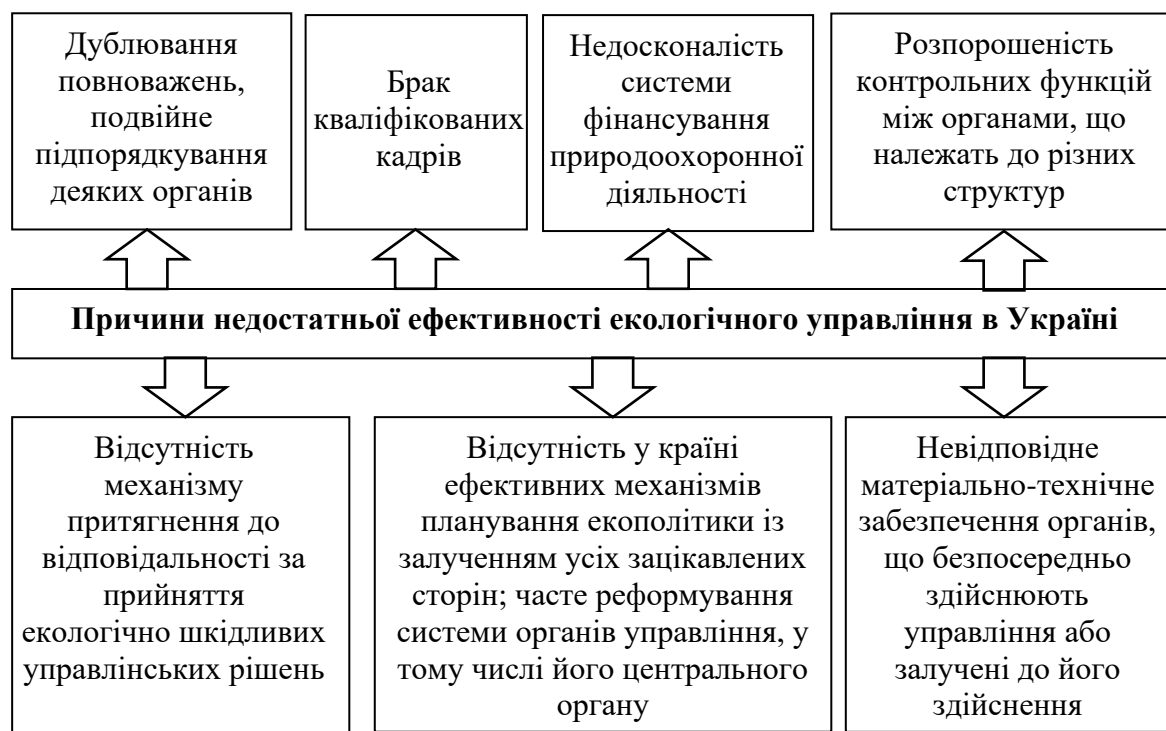 Дублювання
повноважень,
подвійне
підпорядкування
деяких органів
Брак
кваліфікованих
кадрів
Недосконалість
системи
фінансування
природоохоронної
діяльності
Розпорошеність
контрольних функцій
між органами, що
належать до різних
структур
Причини недостатньої ефективності екологічного управління в Україні
Відсутність
механізму
притягнення до
відповідальності за
прийняття
екологічно шкідливих
управлінських рішень
Відсутність у країні
ефективних механізмів
планування екополітики із
залученням усіх зацікавлених
сторін; часте реформування
системи органів управління, у
тому числі його центрального
органу
Невідповідне
матеріально-технічне
забезпечення органів,
що безпосередньо
здійснюють
управління або
залучені до його
здійснення